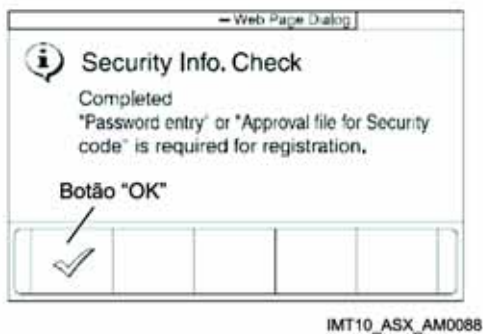 – Web Page Dialog
Security Info. Check
Completed
"Password entry" or "Approval file for Security
code" is required for registration.
Botão "OK"
IMT10_ASX_AM0088